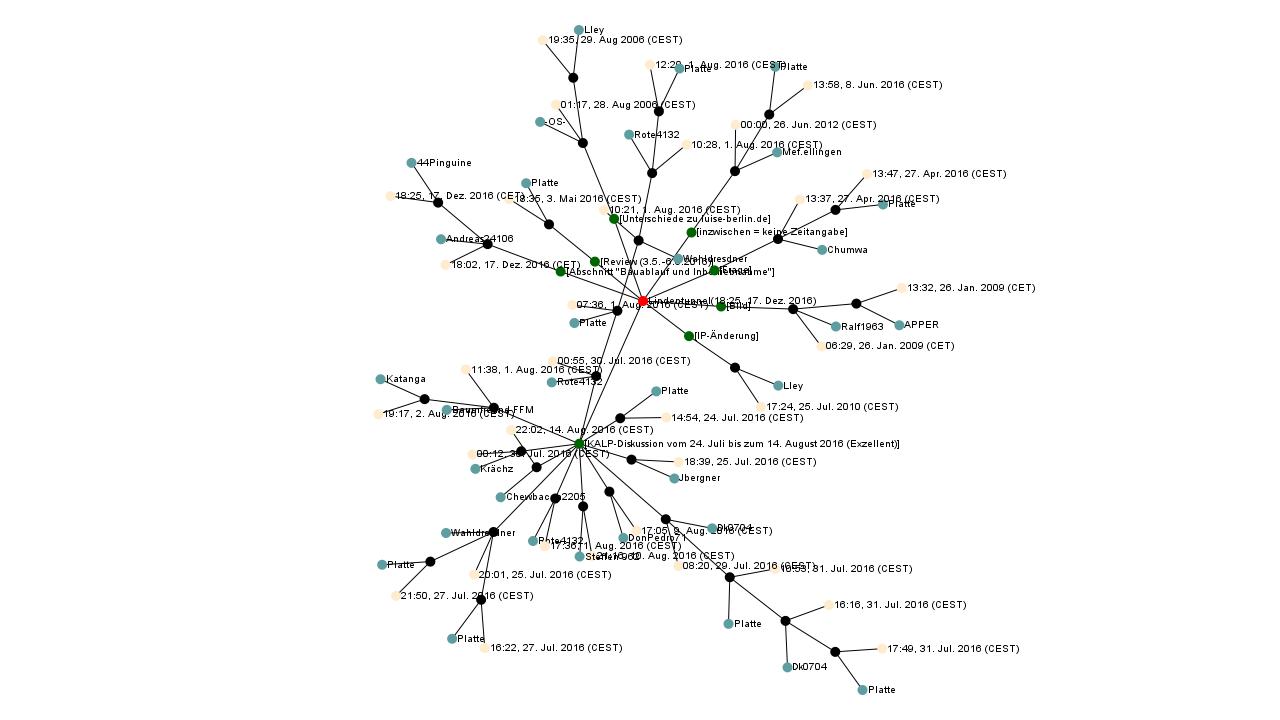 Lley
19:35, 29. Aug 2006 (CEST)
12:29, 1. Aug. 2016 (CEST)
Platte
Platte
13:58, 8. Jun. 2016 (CEST)
01:17, 28. Aug 2006 (CEST)
-OS-
00:00, 26. Jun. 2012 (CEST)
Rote4132
10:28, 1. Aug. 2016 (CEST)
Mef.ellingen
44Pinguine
13:47, 27. Apr. 2016 (CEST)
Platte
18:25, 17. Dez. 2016 (CET)
3. Mai 2016 (CEST)
13:37, 27. Apr. 2016 (CEST)
Platte
10:21, 1. Aug. 2016 (CEST)
[Unterschiede zu luise-berlin.de]
[inzwischen = keine Zeitangabe]
Andreas24106
Chumwa
Wahldresdner
18:02, 17. Dez. 2016 (CET)
[Review (3.5.-6.
[Abschnitt "Bauablauf und Inbetriebnahme"]
13:32, 26. Jan. 2009 (CET)
Lindentunnel(18:25, 17. Dez. 2016)
07:36, 1. Aug. 2016 (CEST)
[Bild]
Platte
Ralf1963
APPER
[IP-Änderung]
06:29, 26. Jan. 2009 (CET)
00:55, 30. Jul. 2016 (CEST)
11:38, 1. Aug. 2016 (CEST)
Katanga
Rote4132
Lley
Platte
17:24, 25. Jul. 2010 (CEST)
19:17, 2. Aug. 2016 (CEST)
14:54, 24. Jul. 2016 (CEST)
22:02, 14. Aug. 2016 (CEST)
[KALP-Diskussion vom 24. Juli bis zum 14. August 2016 (Exzellent)]
00:12, 30. Jul. 2016 (CEST)
18:39, 25. Jul. 2016 (CEST)
Krächz
Jbergner
Chewbacca2205
Dk0704
17:05, 9. Aug. 2016 (CEST)
Wahldresdner
Rote4132
DonPedro71
17:36, 1. Aug. 2016 (CEST)
10. Aug. 2016 (CEST)
Steffen 962
Platte
08:20, 29. Jul. 2016 (CEST)
31. Jul. 2016 (CEST)
20:01, 25. Jul. 2016 (CEST)
21:50, 27. Jul. 2016 (CEST)
16:16, 31. Jul. 2016 (CEST)
Platte
Platte
16:22, 27. Jul. 2016 (CEST)
17:49, 31. Jul. 2016 (CEST)
Dk0704
Platte